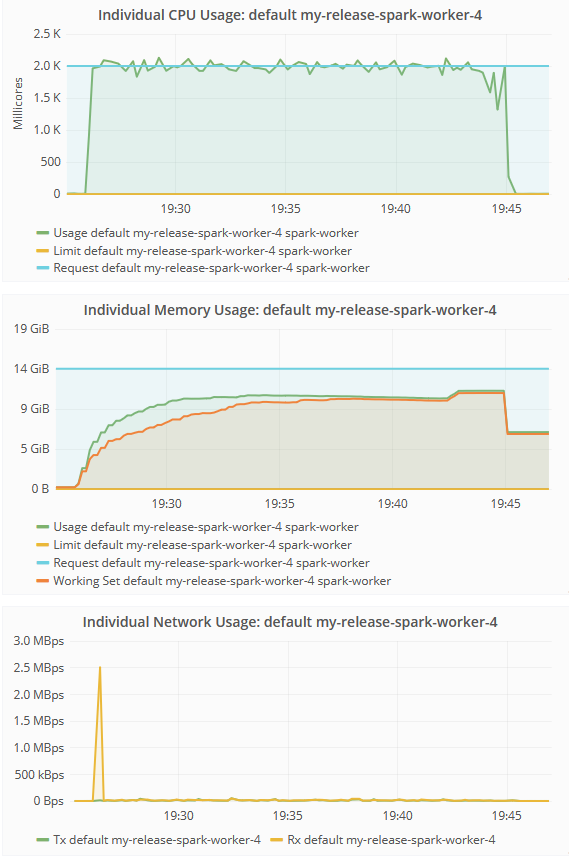 Individual CPU Usage: default my-release-spark-worker-4
2.5 K
2.0 K
1.5 K
1.0 K
500
0
Millicores
19:30 19:35 19:40 19:45
Usage default my-release-spark-worker-4 spark-worker
Limit default my-release-spark-worker-4 spark-worker
Request default my-release-spark-worker-4 spark-worker
Individual Memory Usage: default my-release-spark-worker-4
19 GiB
14 GiB
9 GiB
5 GiB
0 B
19:30 19:35 19:40 19:45
Usage default my-release-spark-worker-4 spark-worker
Limit default my-release-spark-worker-4 spark-worker
Request default my-release-spark-worker-4 spark-worker
Working Set default my-release-spark-worker-4 spark-worker
Individual Network Usage: default my-release-spark-worker-4
3.0 MBps
2.5 MBps
2.0 MBps
1.5 MBps
1.0 MBps
500 kBps
0 Bps
19:30 19:35 19:40 19:45
Tx default my-release-spark-worker-4 Rx default my-release-spark-worker-4